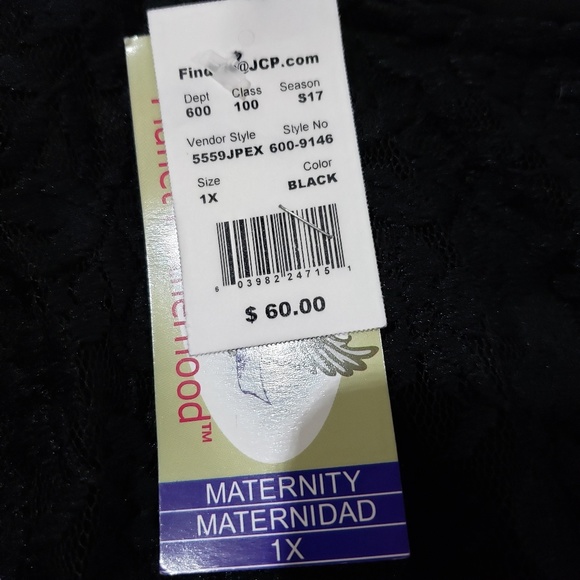 Find @JCP.com
Dept Class Season
600 100 S17
Vendor Style Style No
5559JPEX 600-9146
Size Color
1X BLACK
6 03982 24715 1
$ 60.00
MATERNITY
MATERNIDAD
1X